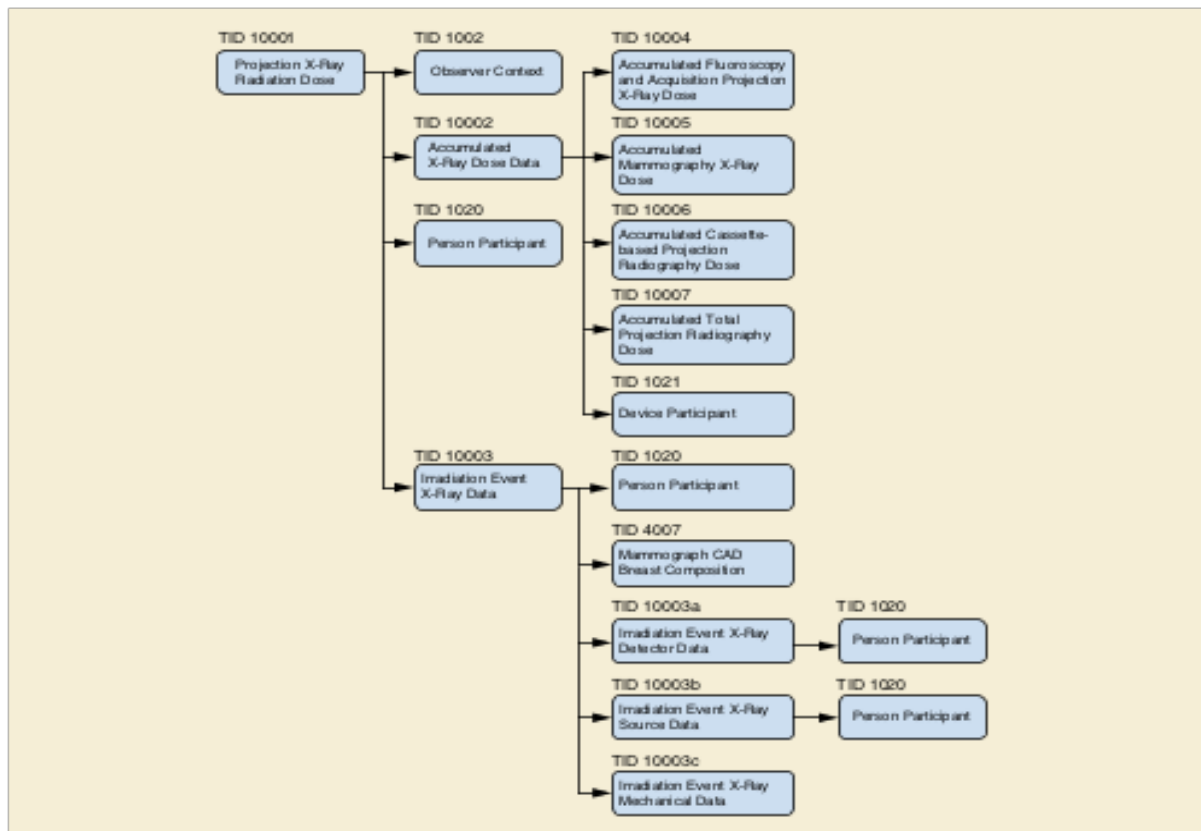 TID 10001
Projection X-Ray
Radiation Dose
TID 1002
Observer Context
TID 10002
Accumulated
X-Ray Dose Data
TID 1020
Person Participant
TID 10003
Irradiation Event
X-Ray Data
TID 10004
Accumulated Fluoroscopy
and Acquisition Projection
X-Ray Dose
TID 10005
Accumulated
Mammography X-Ray
Dose
TID 10006
Accumulated Cassette-
based Projection
Radiography Dose
TID 10007
Accumulated Total
Projection Radiography
Dose
TID 1021
Device Participant
TID 1020
Person Participant
TID 4007
Mammograph CAD
Breast Composition
TID 10003a
Irradiation Event X-Ray
Detector Data
TID 1020
Person Participant
TID 10003b
Irradiation Event X-Ray
Source Data
TID 1020
Person Participant
TID 10003c
Irradiation Event X-Ray
Mechanical Data